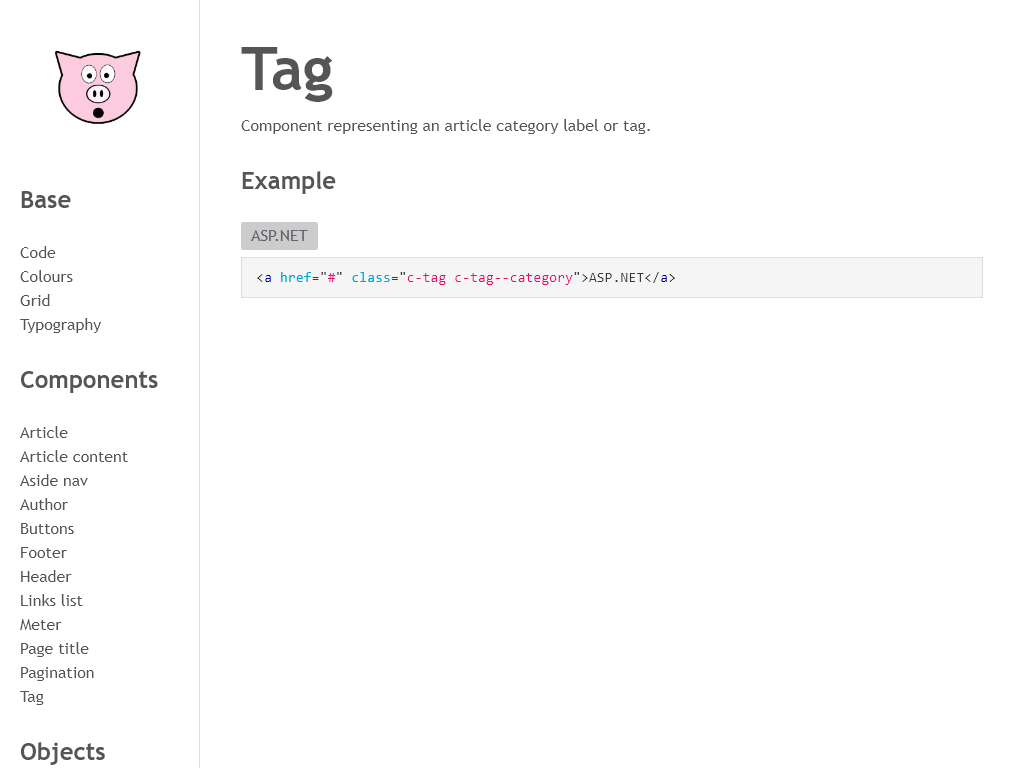 Base
Code
Colours
Grid
Typography
Components
Article
Article content
Aside nav
Author
Buttons
Footer
Header
Links list
Meter
Page title
Pagination
Tag
Objects
Tag
Component representing an article category label or tag.
Example
ASP.NET
<a href="#" class="c-tag c-tag--category">ASP.NET</a>